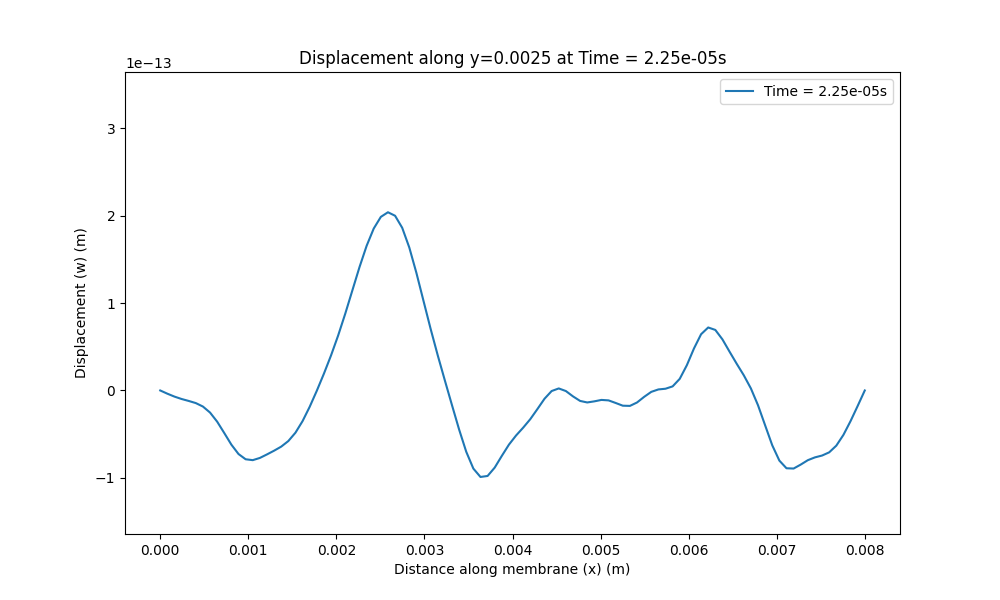 Displacement along y=0.0025 at Time = 2.25e-05s
1e−13
Time = 2.25e-05s
3
2
1
0
−1
Displacement (w) (m)
0.000 0.001 0.002 0.003 0.004 0.005 0.006 0.007 0.008
Distance along membrane (x) (m)